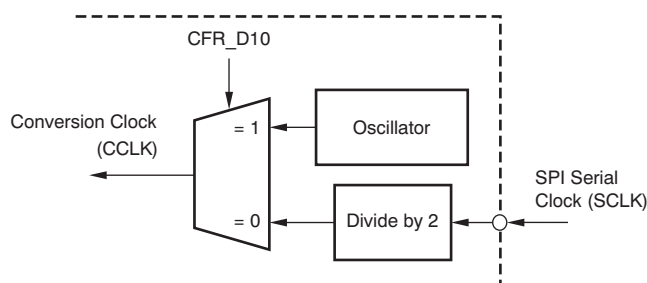 CFR_D10
Conversion Clock
(CCLK)
= 1
Oscillator
= 0
Divide by 2
SPI Serial
Clock (SCLK)